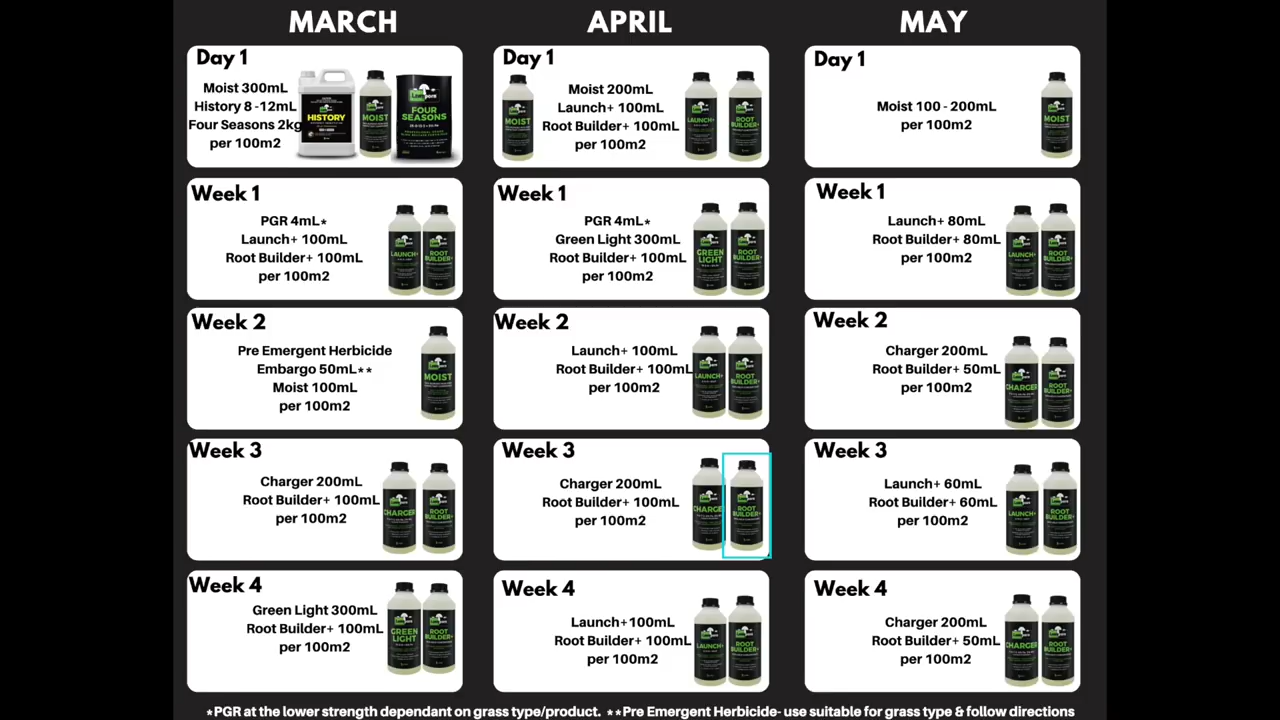 MARCH
Day 1
Moist 300mL
History 8 -12mL
Four Seasons 2kg
per 100m2
HISTORY
MOIST
FOUR
SEASONS
Week 1
PGR 4mL*
Launch+ 100mL
Root Builder+ 100mL
per 100m2
LAUNCH+
ROOT
BUILDER+
Week 2
Pre Emergent Herbicide
Embargo 50mL**
Moist 100mL
per 100m2
MOIST
Week 3
Charger 200mL
Root Builder+ 100mL
per 100m2
CHARGER
ROOT
BUILDER+
Week 4
Green Light 300mL
Root Builder+ 100mL
per 100m2
GREEN
LIGHT
ROOT
BUILDER+
APRIL
Day 1
Moist 200mL
Launch+ 100mL
Root Builder+ 100mL
per 100m2
MOIST
LAUNCH+
ROOT
BUILDER+
Week 1
PGR 4mL*
Green Light 300mL
Root Builder+ 100mL
per 100m2
GREEN
LIGHT
ROOT
BUILDER+
Week 2
Launch+ 100mL
Root Builder+ 100mL
per 100m2
LAUNCH+
ROOT
BUILDER+
Week 3
Charger 200mL
Root Builder+ 100mL
per 100m2
CHARGE
ROOT
BUILDER+
Week 4
Launch+100mL
Root Builder+ 100mL
per 100m2
LAUNCH+
ROOT
BUILDER+
MAY
Day 1
Moist 100 - 200mL
per 100m2
MOIST
Week 1
Launch+ 80mL
Root Builder+ 80mL
per 100m2
LAUNCH+
ROOT
BUILDER+
Week 2
Charger 200mL
Root Builder+ 50mL
per 100m2
CHARGER
ROOT
BUILDER+
Week 3
Launch+ 60mL
Root Builder+ 60mL
per 100m2
LAUNCH+
ROOT
BUILDER+
Week 4
Charger 200mL
Root Builder+ 50mL
per 100m2
CHARGER
ROOT
BUILDER+
*PGR at the lower strength dependant on grass type/product. **Pre Emergent Herbicide- use suitable for grass type & follow directions